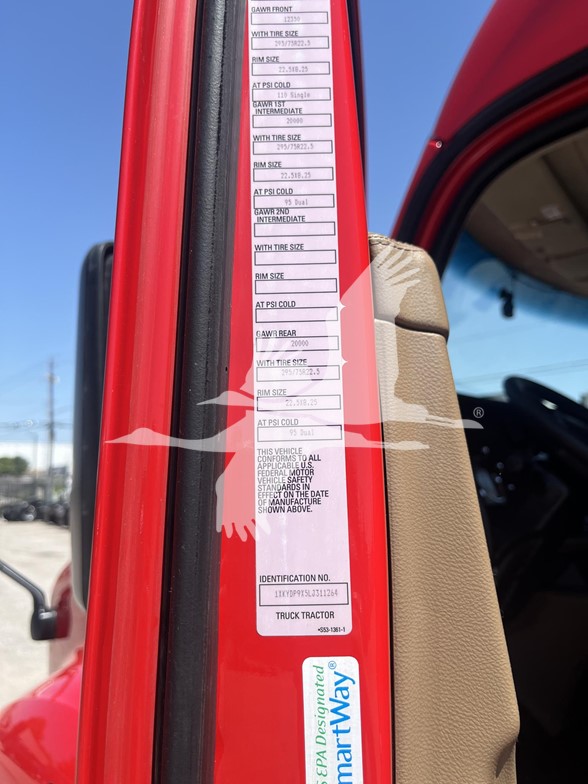 GAWR FRONT
12350
WITH TIRE SIZE
295/75R22.5
RIM SIZE
22.5X8.25
AT PSI COLD
110 Single
GAWR 1ST
INTERMEDIATE
20000
WITH TIRE SIZE
295/75R22.5
RIM SIZE
22.5X8.25
AT PSI COLD
95 Dual
GAWR 2ND
INTERMEDIATE
WITH TIRE SIZE
RIM SIZE
AT PSI COLD
GAWR REAR
20000
WITH TIRE SIZE
295/75R22.5
RIM SIZE
22.5X8.25
AT PSI COLD
95 Dual
THIS VEHICLE
CONFORMS TO ALL
APPLICABLE U.S.
FEDERAL MOTOR
VEHICLE SAFETY
STANDARDS IN
EFFECT ON THE DATE
OF MANUFACTURE
SHOWN ABOVE.
IDENTIFICATION NO.
1XKYDP9X5LJ311264
TRUCK TRACTOR
•S53-1361-1
EPA Designated
martWay®
®